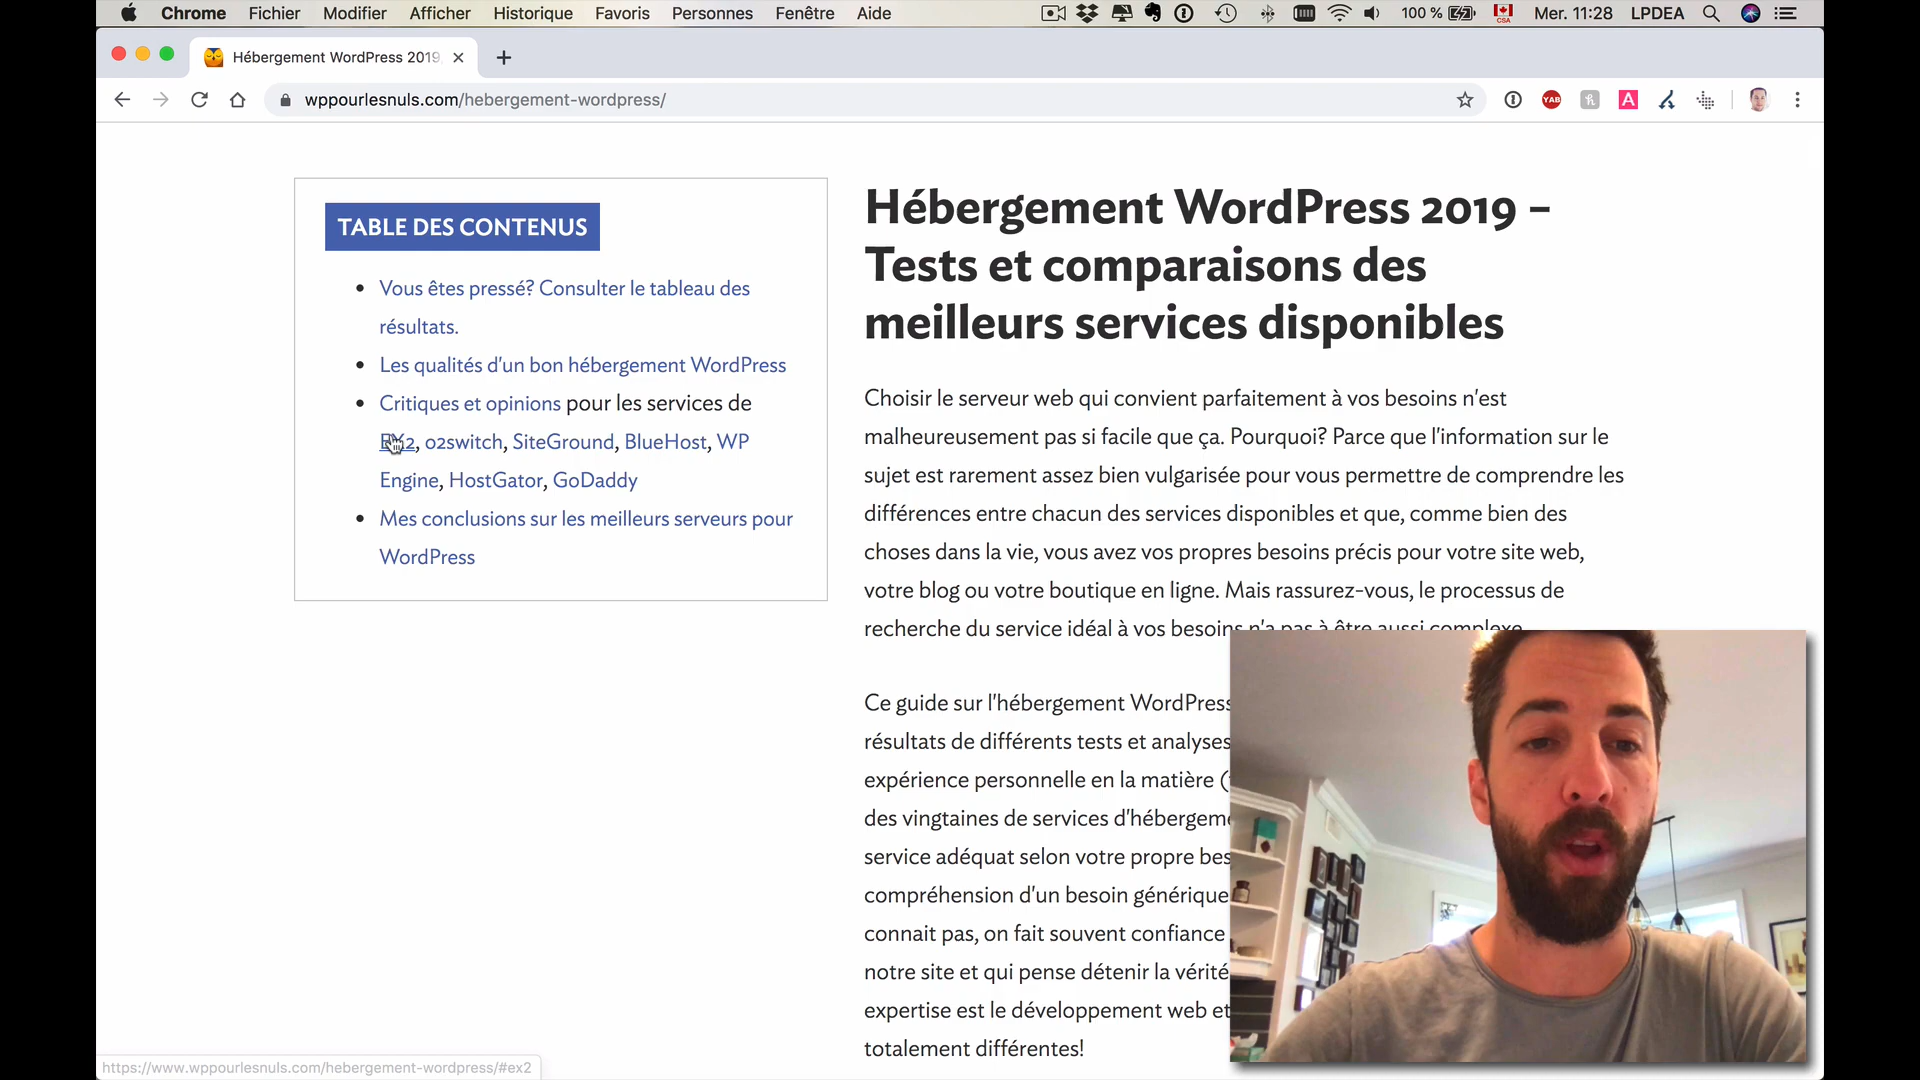 Chrome Fichier Modifier Afficher Historique Favoris Personnes Fenêtre Aide 100 % CSA Mer. 11:28 LPDEA
Hébergement WordPress 2019
wppourlesnuls.com/hebergement-wordpress/
YAB
A
TABLE DES CONTENUS
Vous êtes pressé? Consulter le tableau des
résultats.
Les qualités d'un bon hébergement WordPress
Critiques et opinions pour les services de
EX2, o2switch, SiteGround, BlueHost, WP
Engine, HostGator, GoDaddy
Mes conclusions sur les meilleurs serveurs pour
WordPress
Hébergement WordPress 2019 –
Tests et comparaisons des
meilleurs services disponibles
Choisir le serveur web qui convient parfaitement à vos besoins n'est
malheureusement pas si facile que ça. Pourquoi? Parce que l'information sur le
sujet est rarement assez bien vulgarisée pour vous permettre de comprendre les
différences entre chacun des services disponibles et que, comme bien des
choses dans la vie, vous avez vos propres besoins précis pour votre site web,
votre blog ou votre boutique en ligne. Mais rassurez-vous, le processus de
recherche du service idéal à vos besoins n'a pas à être aussi complexe.
Ce guide sur l'hébergement WordPress
résultats de différents tests et analyses
expérience personnelle en la matière (
des vingtaines de services d'hébergeme
service adéquat selon votre propre bes
compréhension d'un besoin générique
connait pas, on fait souvent confiance
notre site et qui pense détenir la vérité
expertise est le développement web et
totalement différentes!
https://www.wppourlesnuls.com/hebergement-wordpress/#ex2